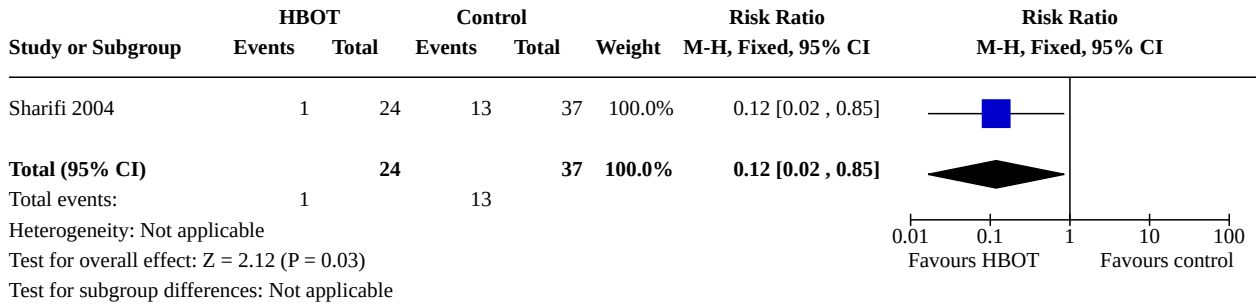 HBOT Control Risk Ratio Risk Ratio
Study or Subgroup Events Total Events Total Weight M-H, Fixed, 95% CI M-H, Fixed, 95% CI
Sharifi 2004 1 24 13 37 100.0% 0.12 [0.02 , 0.85]
Total (95% CI) 24 37 100.0% 0.12 [0.02 , 0.85]
Total events: 1 13
Heterogeneity: Not applicable
0.01 0.1 1 10 100
Test for overall effect: Z = 2.12 (P = 0.03)
Favours HBOT Favours control
Test for subgroup differences: Not applicable